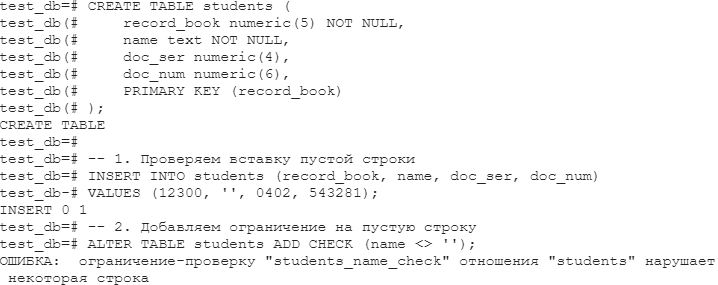 test_db=# CREATE TABLE students (
test_db(#     record_book numeric(5) NOT NULL,
test_db(#     name text NOT NULL,
test_db(#     doc_ser numeric(4),
test_db(#     doc_num numeric(6),
test_db(#     PRIMARY KEY (record_book)
test_db(# );
CREATE TABLE
test_db=#
test_db=# -- 1. Проверяем вставку пустой строки
test_db=# INSERT INTO students (record_book, name, doc_ser, doc_num)
test_db-# VALUES (12300, '', 0402, 543281);
INSERT 0 1
test_db=# -- 2. Добавляем ограничение на пустую строку
test_db=# ALTER TABLE students ADD CHECK (name <> '');
ОШИБКА:  ограничение-проверку "students_name_check" отношения "students" нарушает
 некоторая строка